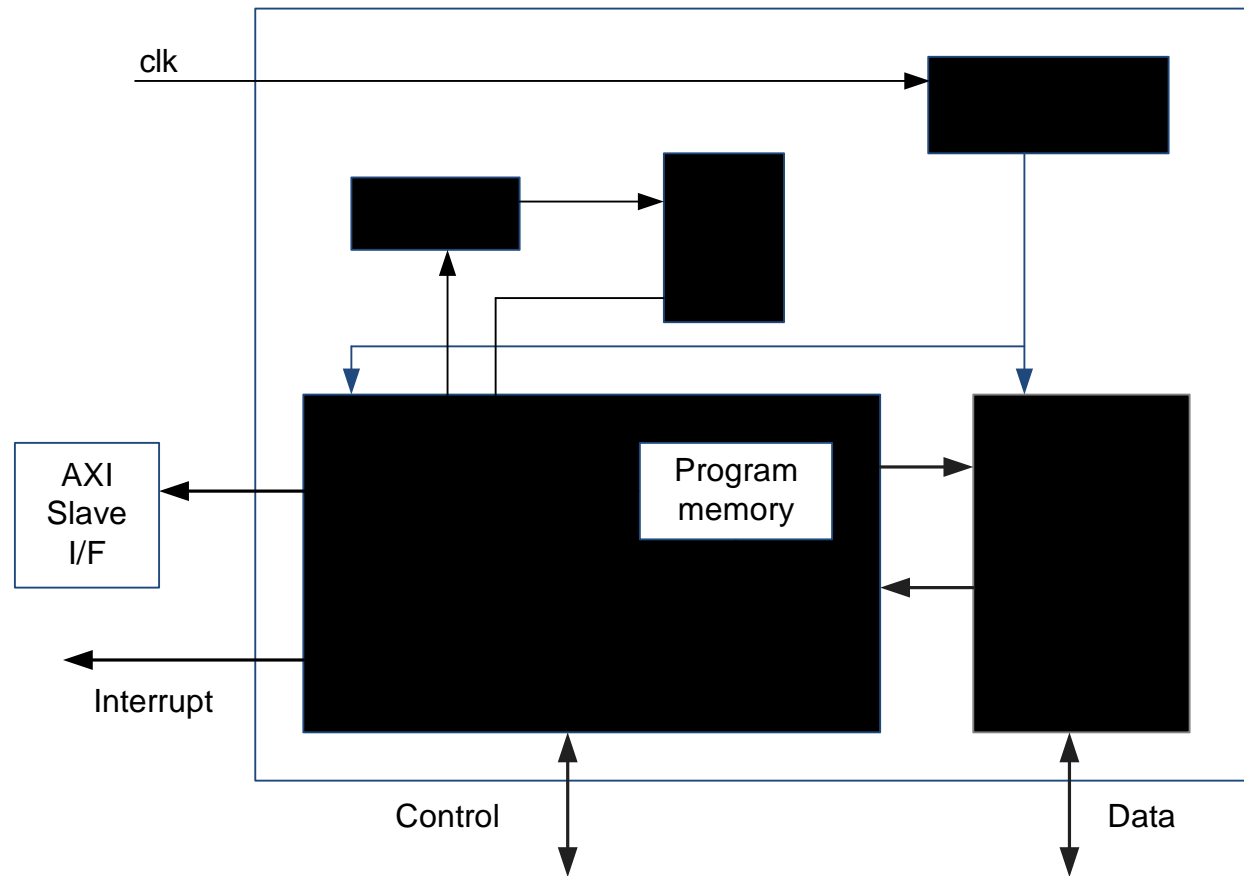 clk
Program
memory
AXI
Slave
I/F
Interrupt
Control
Data